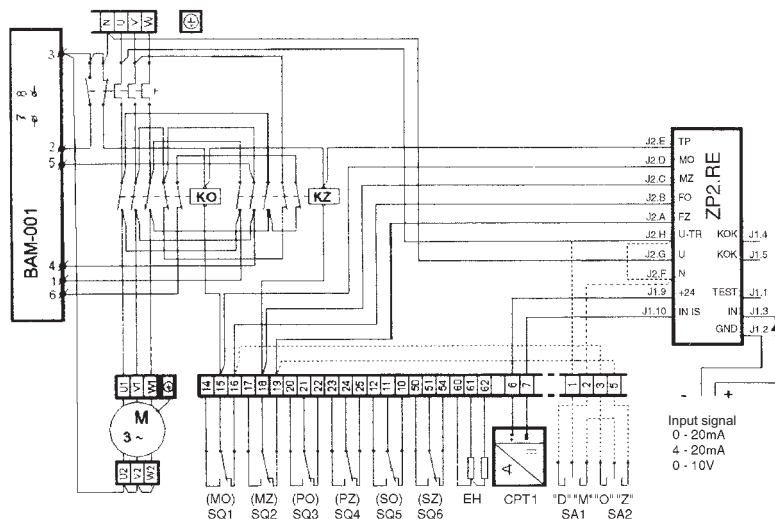 N U V W
3
8
7
2
5
BAM-001
4
1
6
KO
KZ
J2.E TP
J2.D MO
J2.C MZ
J2.B FO
J2.A FZ
J2.H U-TR KOK J1.4
J2.G U KOK J1.5
J2.F N
J1.9 +24 TEST J1.1
J1.10 IN IS IN J1.3
GND J1.2
ZP2.RE
U1 V1 W1
M
3 ~
U2 V2 W2
14 15 16 17 18 19 20 21 22 23 24 25 12 11 10 50 51 54 60 61 62 6 7 1 2 3 5
- +
Input signal
0 - 20mA
4 - 20mA
0 - 10V
A
(MO) (MZ) (PO) (PZ) (SO) (SZ) EH CPT1 "D" "M" "O" "Z"
SQ1 SQ2 SQ3 SQ4 SQ5 SQ6 SA1 SA2